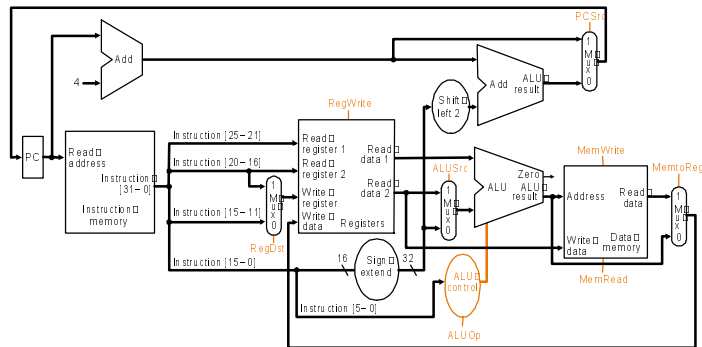 PCSrc
1
M
u
x
0
Add
4
Add
ALU
result
Shift
left 2
RegWrite
PC
Read
address
Instruction
[31-0]
Instruction
memory
Instruction [25-21]
Instruction [20-16]
Instruction [15-11]
Instruction [15-0]
1
M
u
x
0
RegDst
Read
register 1
Read
register 2
Write
register
Write
data
Read
data 1
Read
data 2
Registers
16
Sign
extend
32
Instruction [5-0]
ALUSrc
1
M
u
x
0
Zero
ALU
ALU
result
ALU
control
ALUOp
MemWrite
Address
Read
data
Write
data
Data
memory
MemRead
MemtoReg
1
M
u
x
0